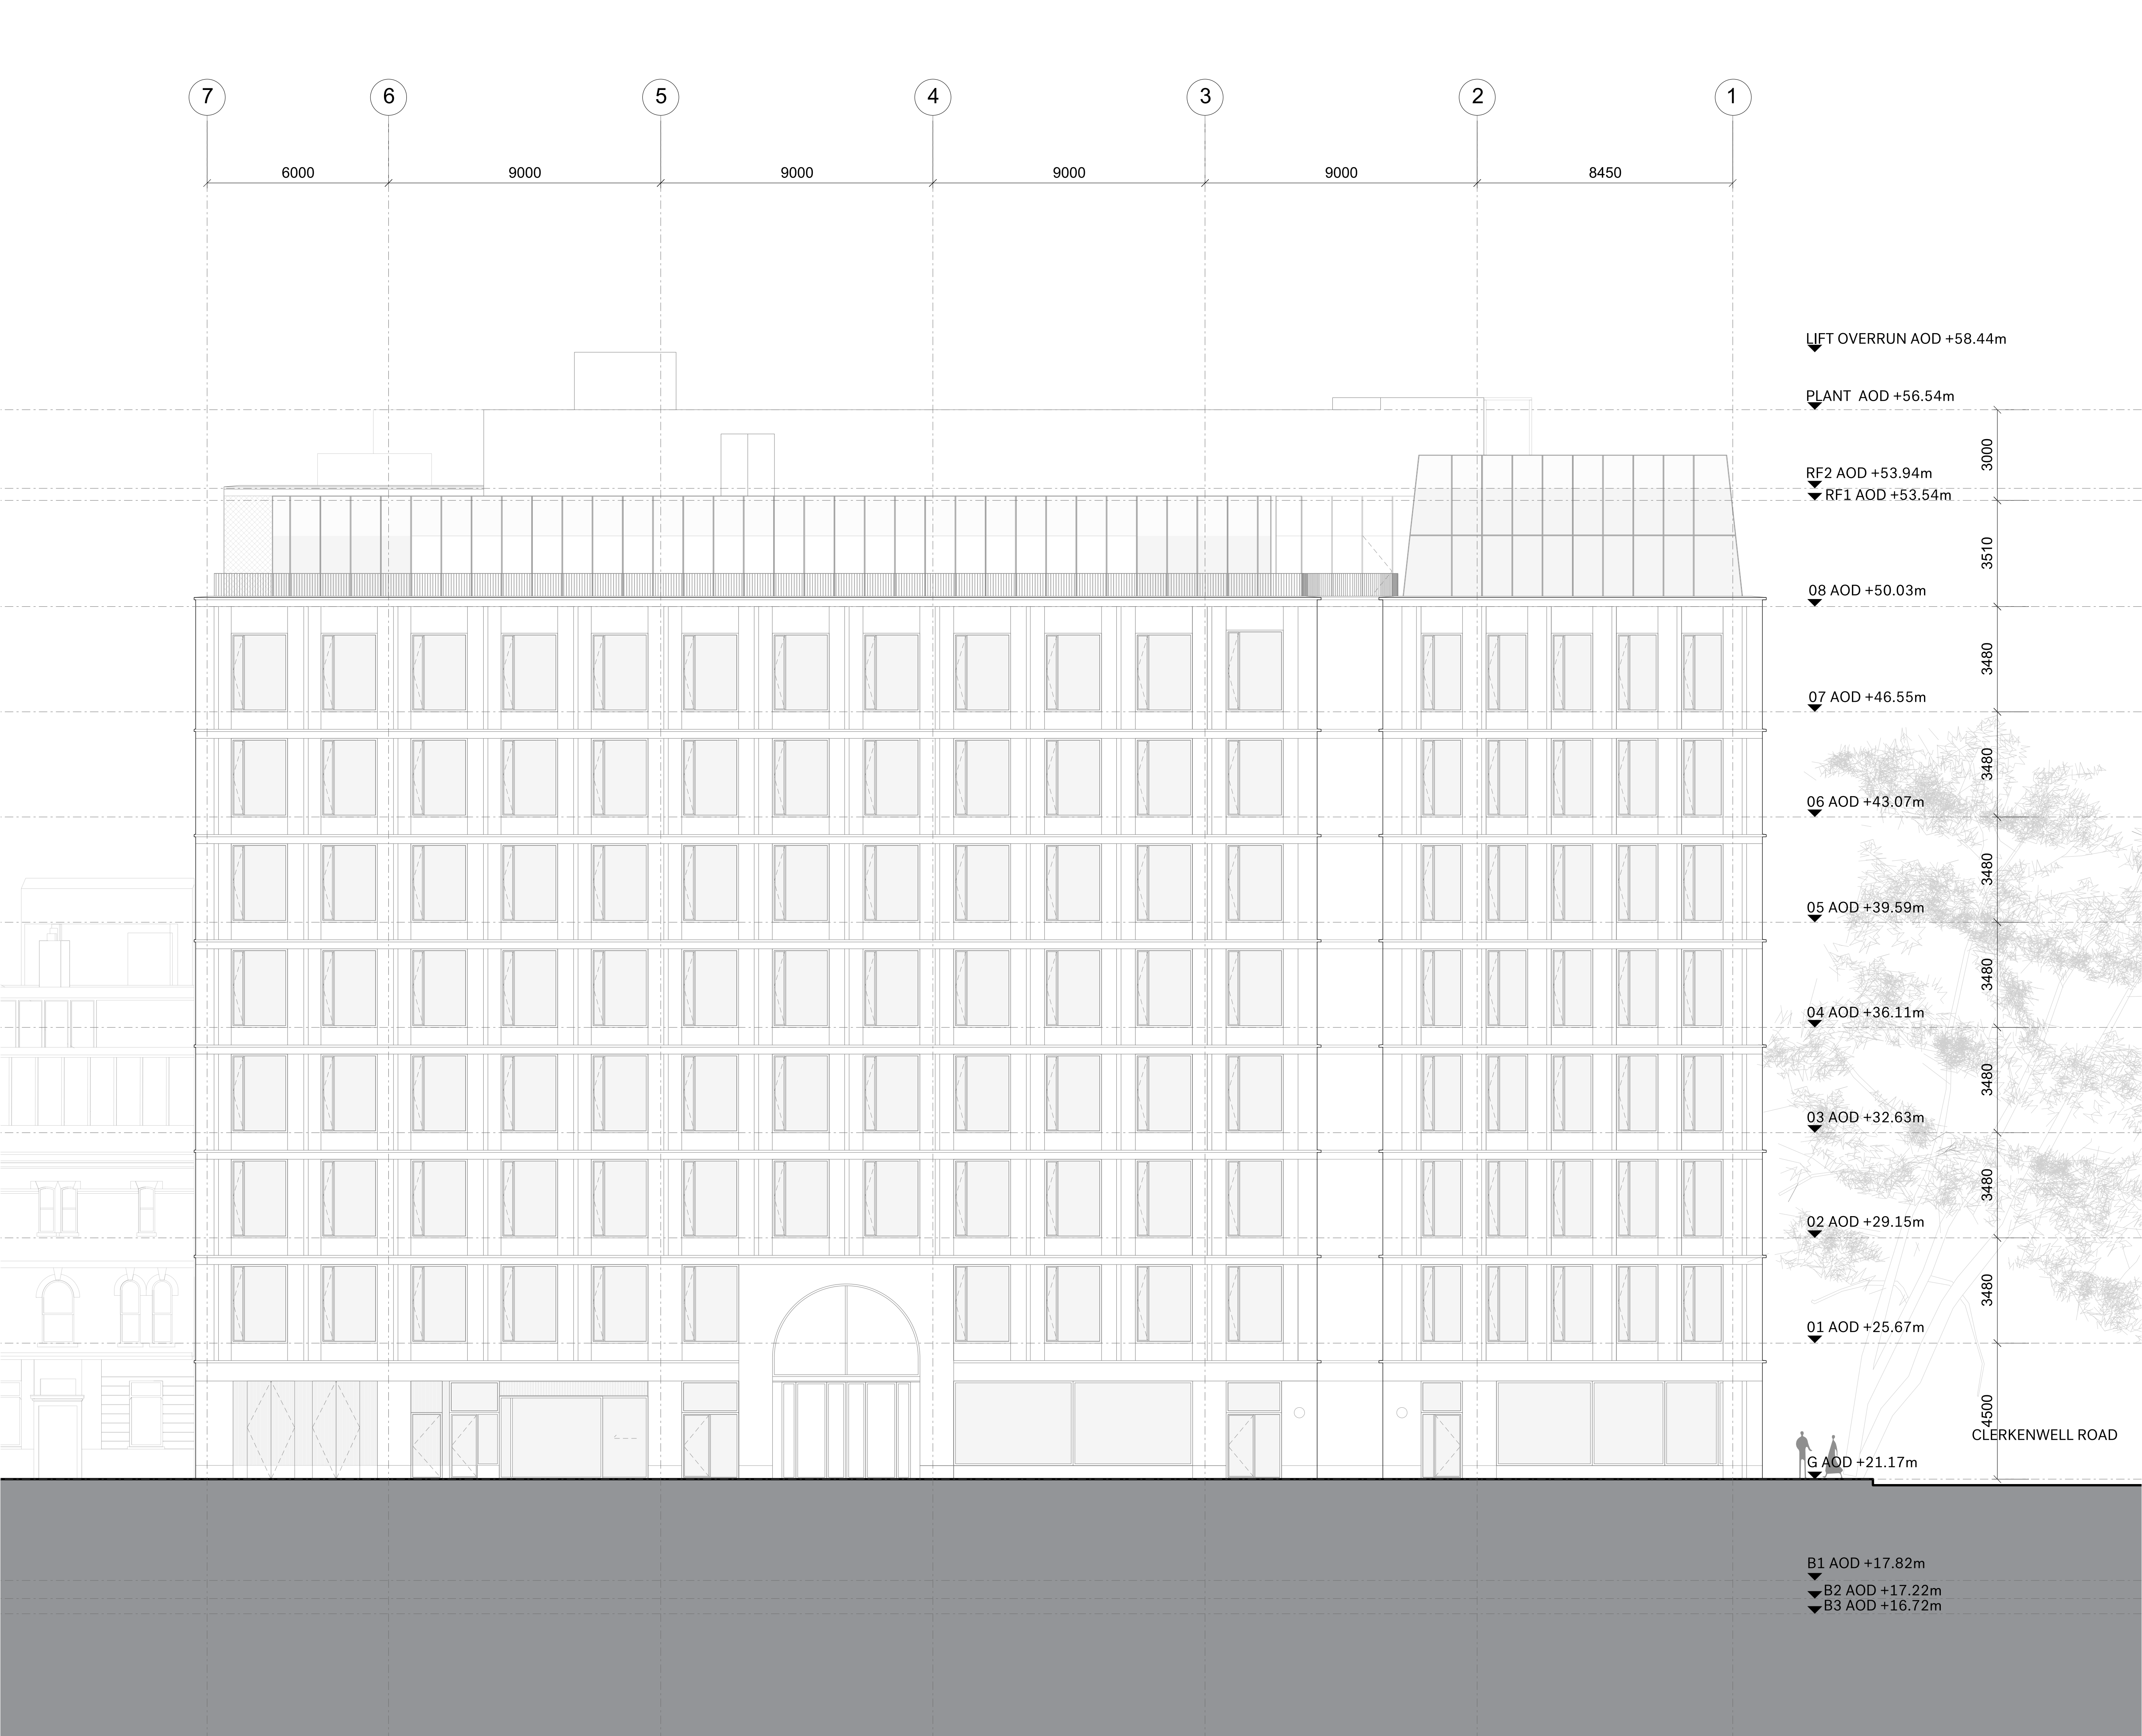 7 6 5 4 3 2 1
6000 9000 9000 9000 9000 8450
LIFT OVERRUN AOD +58.44m
PLANT AOD +56.54m
3000
RF2 AOD +53.94m
RF1 AOD +53.54m
3510
08 AOD +50.03m
3480
07 AOD +46.55m
3480
06 AOD +43.07m
3480
05 AOD +39.59m
3480
04 AOD +36.11m
3480
03 AOD +32.63m
3480
02 AOD +29.15m
3480
01 AOD +25.67m
4500
CLERKENWELL ROAD
G AOD +21.17m
B1 AOD +17.82m
B2 AOD +17.22m
B3 AOD +16.72m